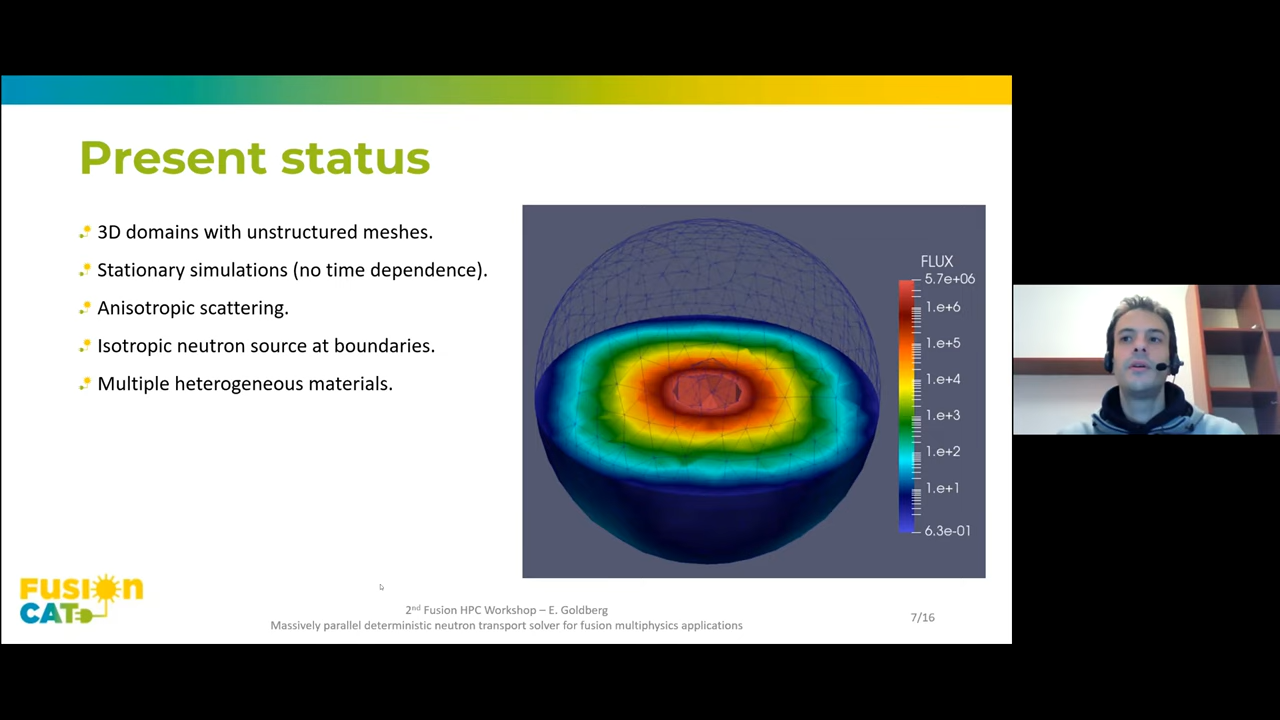 Present status
3D domains with unstructured meshes.
Stationary simulations (no time dependence).
Anisotropic scattering.
Isotropic neutron source at boundaries.
Multiple heterogeneous materials.
FLUX
5.7e+06
1.e+6
1.e+5
1.e+4
1.e+3
1.e+2
1.e+1
6.3e-01
FUSION
CAT
2nd Fusion HPC Workshop – E. Goldberg
Massively parallel deterministic neutron transport solver for fusion multiphysics applications
7/16